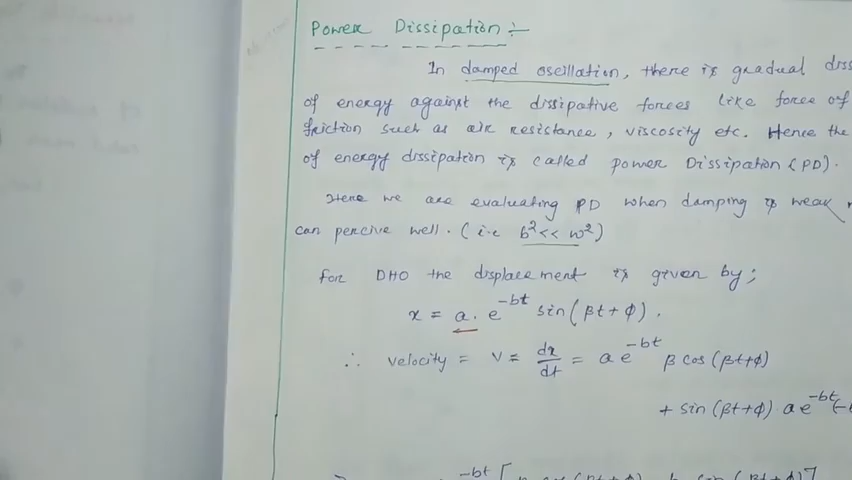 Power Dissipation :-
In damped oscillation, there is gradual diss
of energy against the dissipative forces like force of
friction such as air resistance, viscosity etc. Hence the
of energy dissipation is called power Dissipation (PD).
Here we are evaluating PD when damping is weak
can percive well. (i.e b² << w²)
for DHO the displacement is given by;
x = a. e^-bt sin(βt+ϕ).
∴ velocity = v = dx/dt = a e^-bt β cos(βt+ϕ)
+ sin(βt+ϕ) a e^-bt (-b